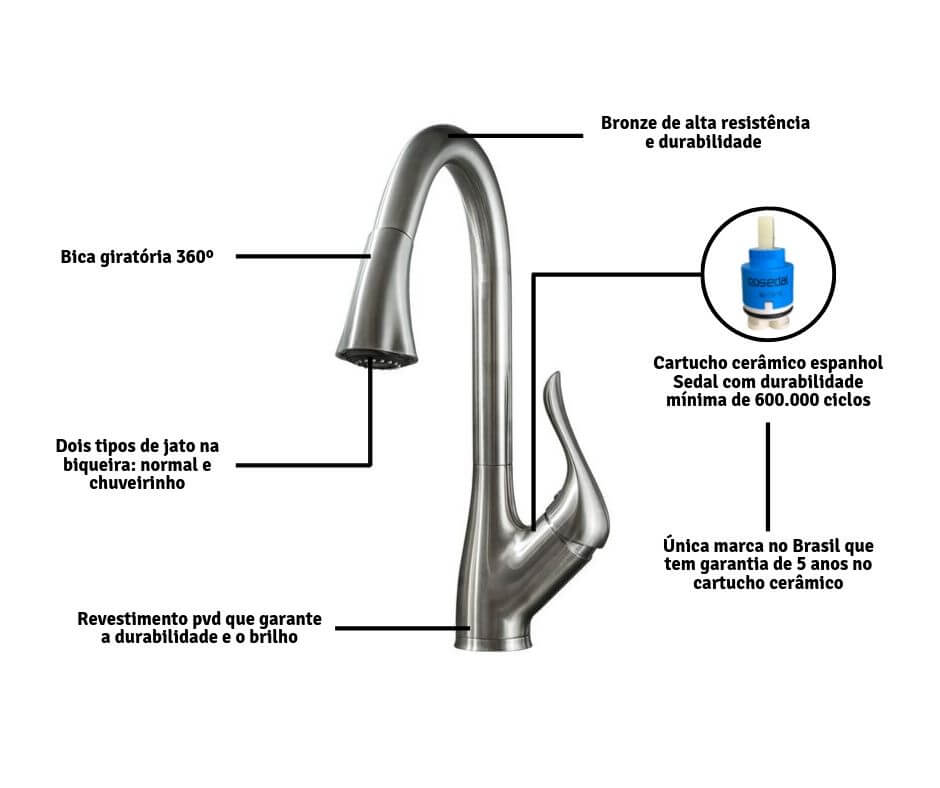 Bronze de alta resistência
e durabilidade
Bica giratória 360º
Cartucho cerâmico espanhol
Sedal com durabilidade
mínima de 600.000 ciclos
Dois tipos de jato na
biqueira: normal e
chuveirinho
Única marca no Brasil que
tem garantia de 5 anos no
cartucho cerâmico
Revestimento pvd que garante
a durabilidade e o brilho